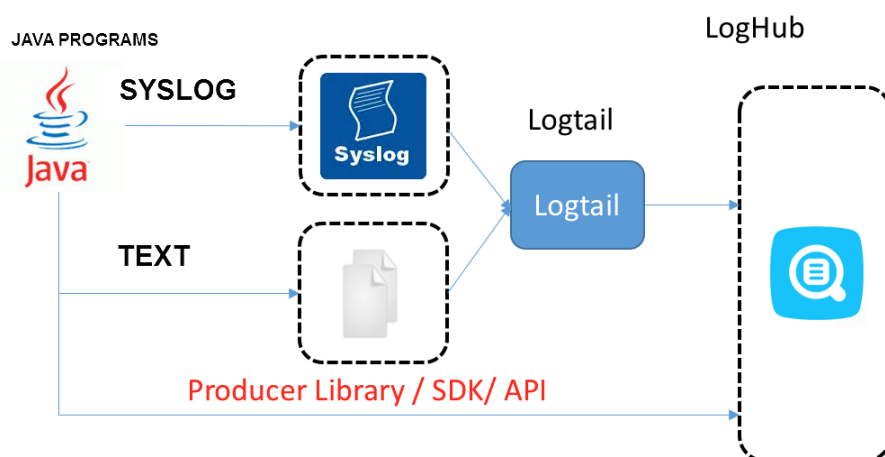 LogHub
JAVA PROGRAMS
SYSLOG
Java
Syslog
Logtail
Logtail
TEXT
Producer Library / SDK/ API